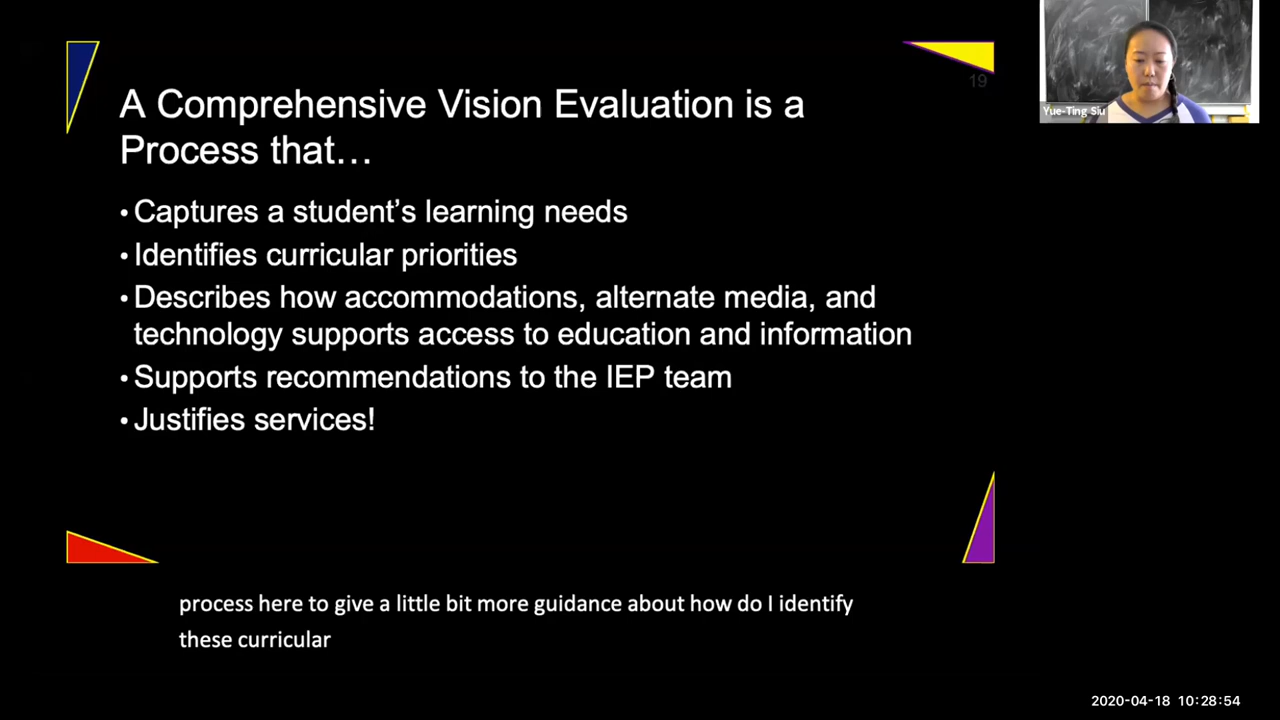 19
A Comprehensive Vision Evaluation is a
Process that…
• Captures a student’s learning needs
• Identifies curricular priorities
• Describes how accommodations, alternate media, and
technology supports access to education and information
• Supports recommendations to the IEP team
• Justifies services!
Yue-Ting Siu
process here to give a little bit more guidance about how do I identify
these curricular
2020-04-18 10:28:54